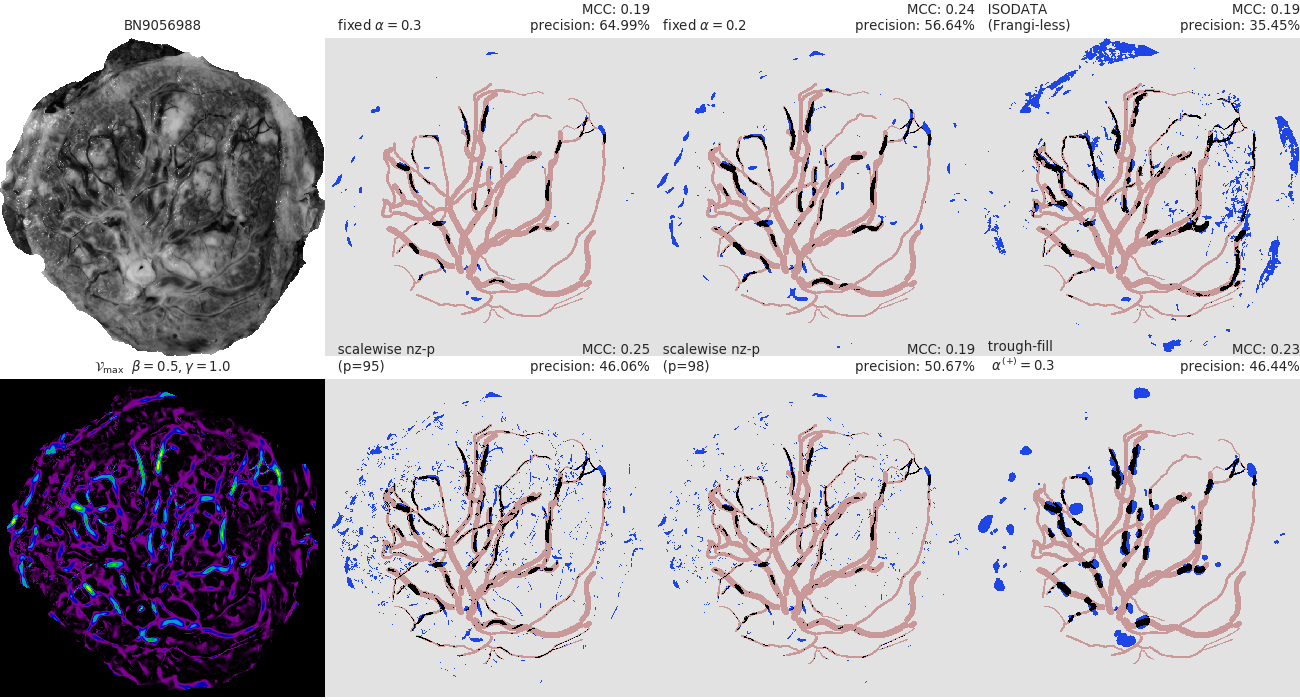 BN9056988
fixed α = 0.3
MCC: 0.19
precision: 64.99%
fixed α = 0.2
MCC: 0.24
precision: 56.64%
ISODATA
(Frangi-less)
MCC: 0.19
precision: 35.45%
𝒱max β = 0.5, γ = 1.0
scalewise nz-p
(p=95)
MCC: 0.25
precision: 46.06%
scalewise nz-p
(p=98)
MCC: 0.19
precision: 50.67%
trough-fill
α(+) = 0.3
MCC: 0.23
precision: 46.44%